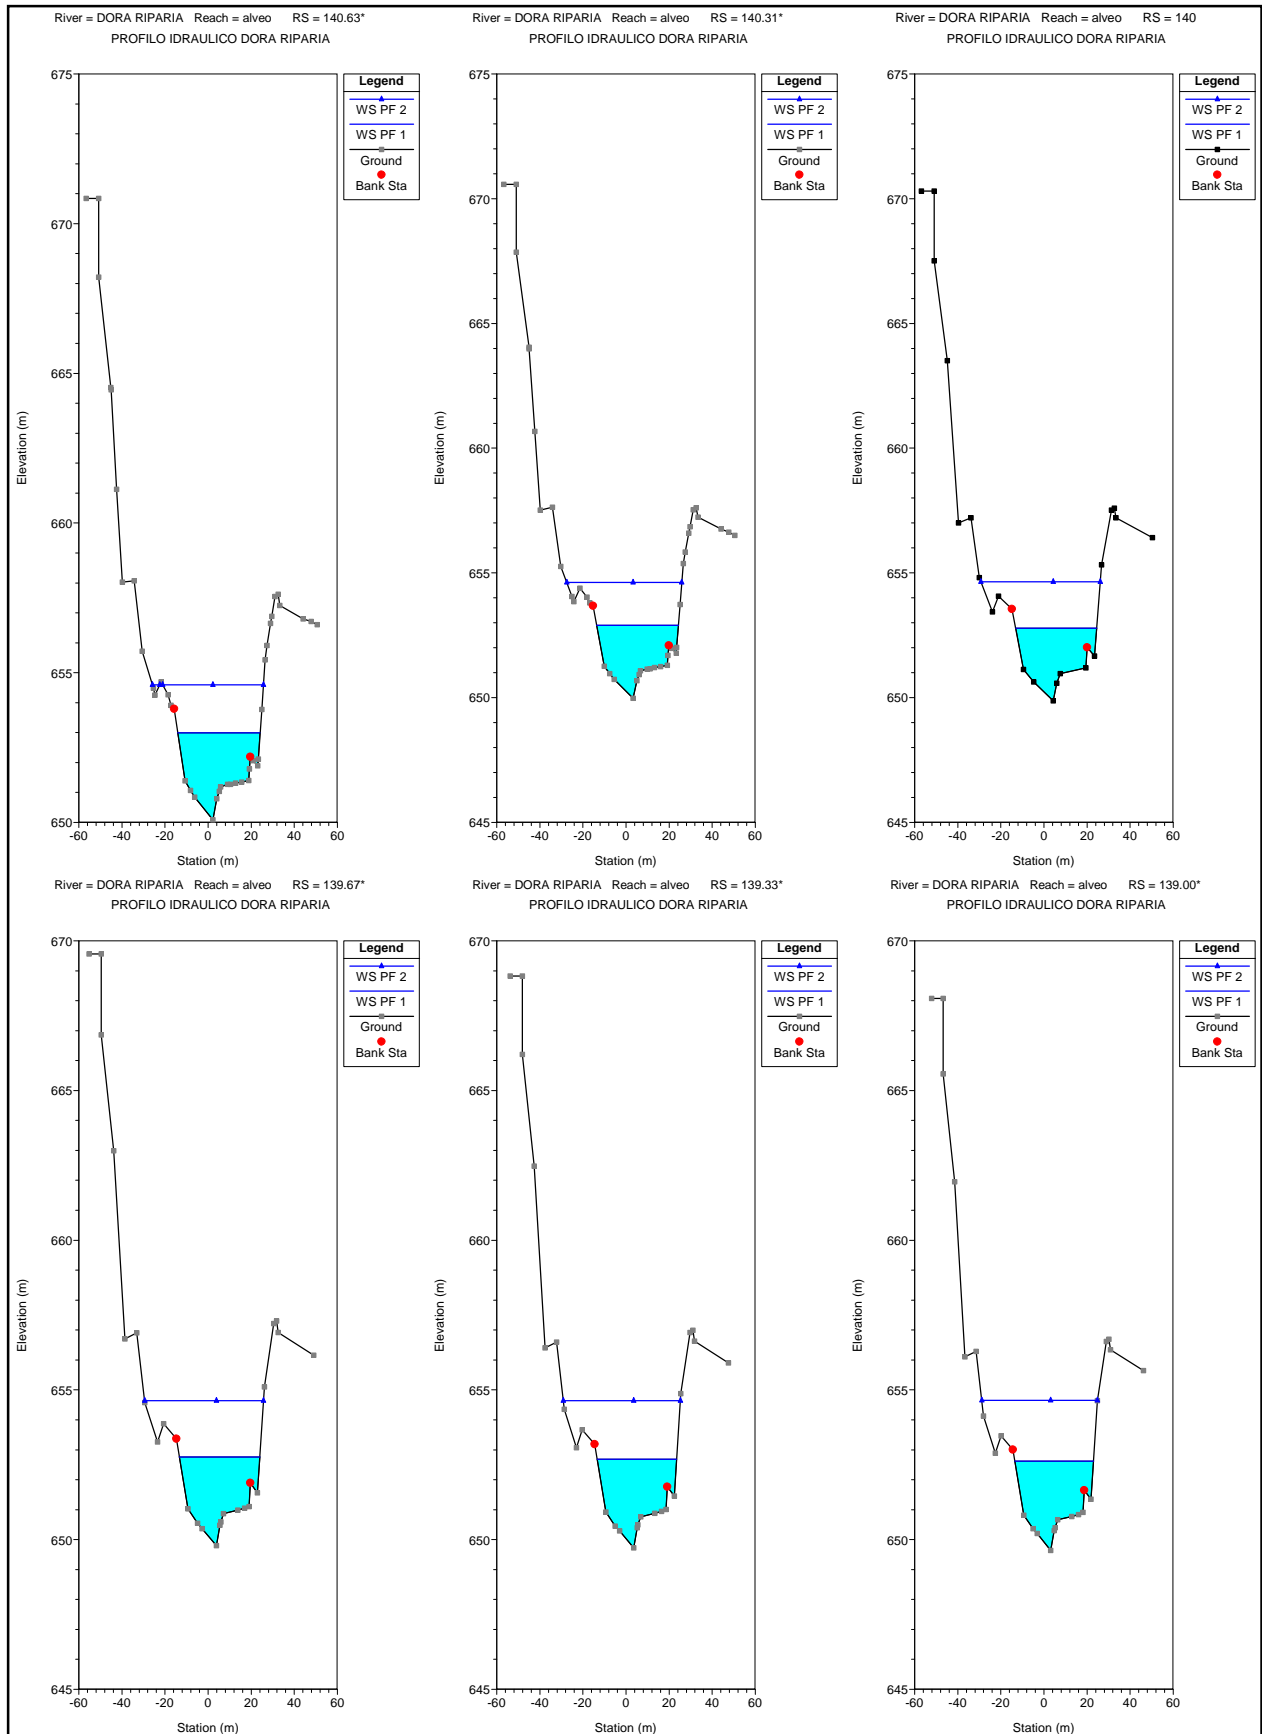 River = DORA RIPARIA   Reach = alveo   RS = 140.63*
PROFILO IDRAULICO DORA RIPARIA
675
670
665
660
655
650
-60 -40 -20 0 20 40 60
Station (m)
Elevation (m)
Legend
WS PF 2
WS PF 1
Ground
Bank Sta
River = DORA RIPARIA   Reach = alveo   RS = 140.31*
PROFILO IDRAULICO DORA RIPARIA
675
670
665
660
655
650
645
-60 -40 -20 0 20 40 60
Station (m)
Elevation (m)
Legend
WS PF 2
WS PF 1
Ground
Bank Sta
River = DORA RIPARIA   Reach = alveo   RS = 140
PROFILO IDRAULICO DORA RIPARIA
675
670
665
660
655
650
645
-60 -40 -20 0 20 40 60
Station (m)
Elevation (m)
Legend
WS PF 2
WS PF 1
Ground
Bank Sta
River = DORA RIPARIA   Reach = alveo   RS = 139.67*
PROFILO IDRAULICO DORA RIPARIA
670
665
660
655
650
645
-60 -40 -20 0 20 40 60
Station (m)
Elevation (m)
Legend
WS PF 2
WS PF 1
Ground
Bank Sta
River = DORA RIPARIA   Reach = alveo   RS = 139.33*
PROFILO IDRAULICO DORA RIPARIA
670
665
660
655
650
645
-60 -40 -20 0 20 40 60
Station (m)
Elevation (m)
Legend
WS PF 2
WS PF 1
Ground
Bank Sta
River = DORA RIPARIA   Reach = alveo   RS = 139.00*
PROFILO IDRAULICO DORA RIPARIA
670
665
660
655
650
645
-60 -40 -20 0 20 40 60
Station (m)
Elevation (m)
Legend
WS PF 2
WS PF 1
Ground
Bank Sta